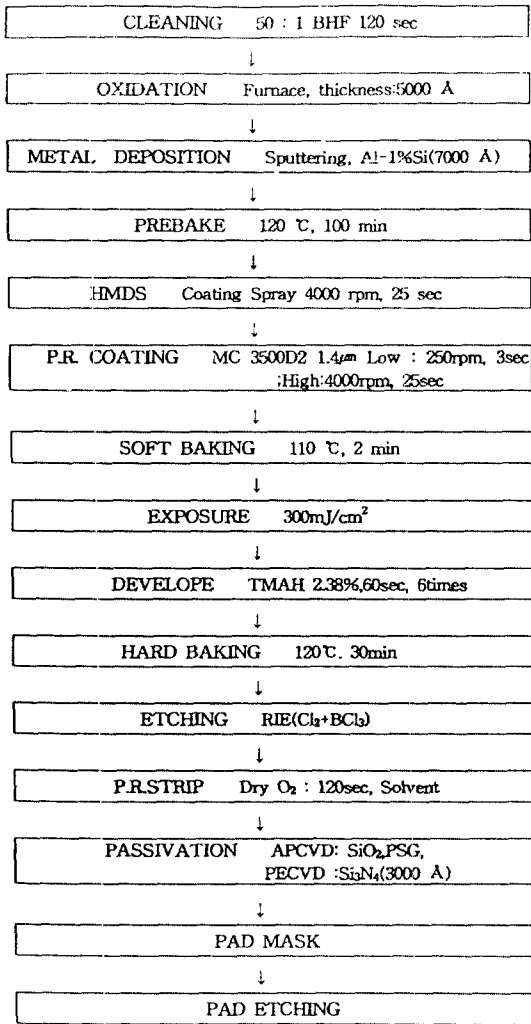 CLEANING 50 : 1 BHF 120 sec
↓
OXIDATION Furnace, thickness:5000 Å
↓
METAL DEPOSITION Sputtering, Al-1%Si(7000 Å)
↓
PREBAKE 120 ℃, 100 min
↓
HMDS Coating Spray 4000 rpm, 25 sec
↓
P.R. COATING MC 3500D2 1.4㎛ Low : 250rpm, 3sec
;High:4000rpm, 25sec
↓
SOFT BAKING 110 ℃, 2 min
↓
EXPOSURE 300mJ/cm²
↓
DEVELOPE TMAH 2.38%,60sec, 6times
↓
HARD BAKING 120℃. 30min
↓
ETCHING RIE(Cl₂+BCl₃)
↓
P.R.STRIP Dry O₂ : 120sec, Solvent
↓
PASSIVATION APCVD: SiO₂,PSG,
PECVD :Si₃N₄(3000 Å)
↓
PAD MASK
↓
PAD ETCHING